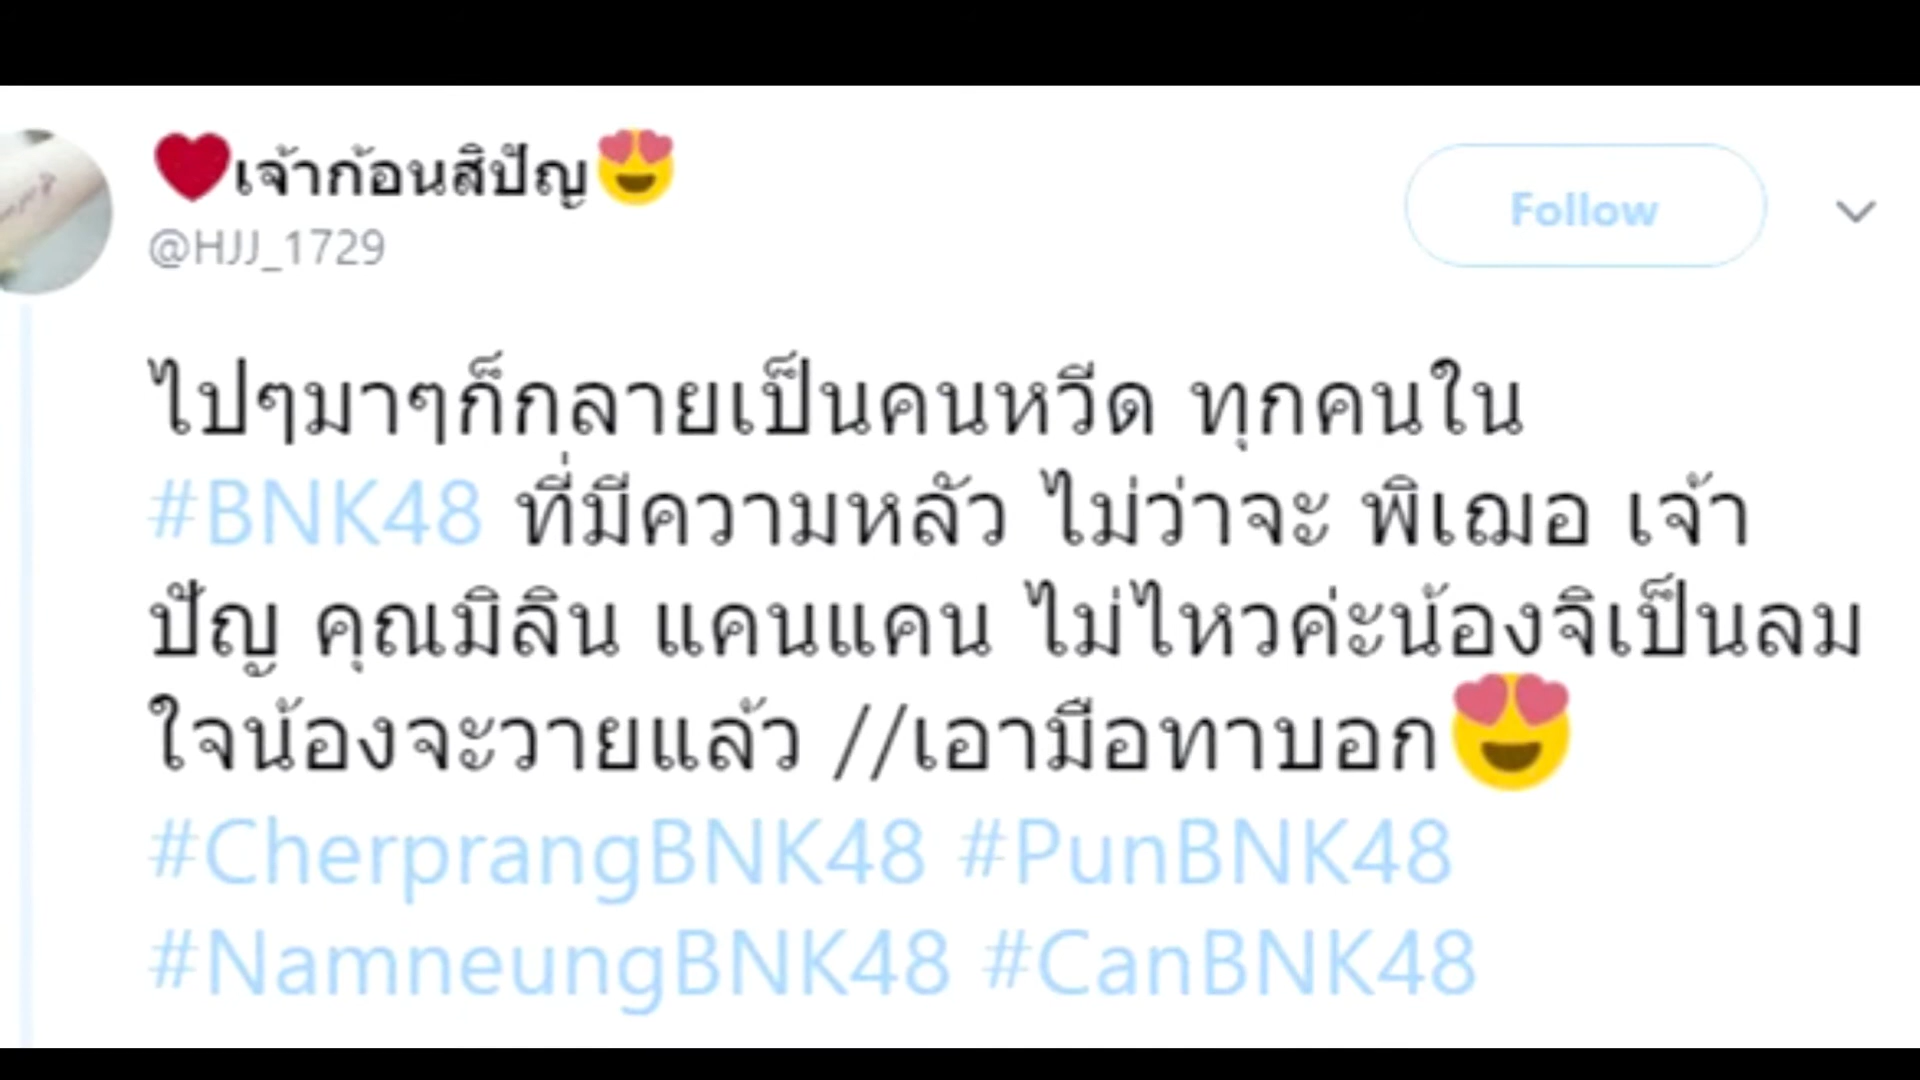 ❤️เจ้าก้อนสิปัญ😍
@HJJ_1729
Follow
ไปๆมาๆก็กลายเป็นคนหวีด ทุกคนใน
#BNK48 ที่มีความหลัว ไม่ว่าจะ พิเฌอ เจ้า
ปัญ คุณมิลิน แคนแคน ไม่ไหวค่ะน้องจิเป็นลม
ใจน้องจะวายแล้ว //เอามือทาบอก😍
#CherprangBNK48 #PunBNK48
#NamneungBNK48 #CanBNK48